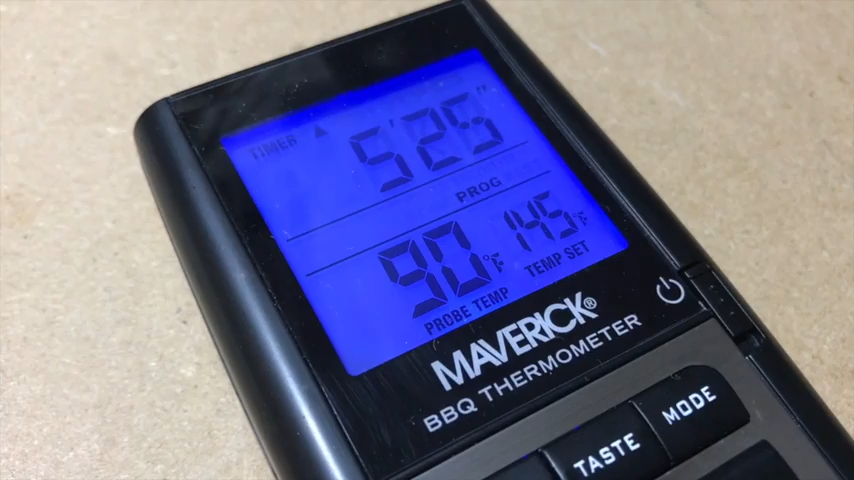 TIMER ▲ 5'25"
PROG
90°F 145°F
PROBE TEMP TEMP SET
MAVERICK®
BBQ THERMOMETER
TASTE MODE